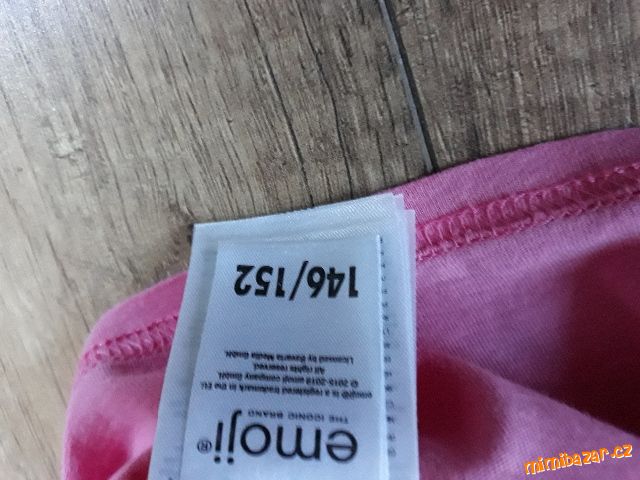 emoji®
THE ICONIC BRAND
emoji® is a registered trademark in the EU.
© 2015-2019 emoji company GmbH.
All rights reserved.
Licensed by Bavaria Media GmbH.
146/152
mimibazar.cz